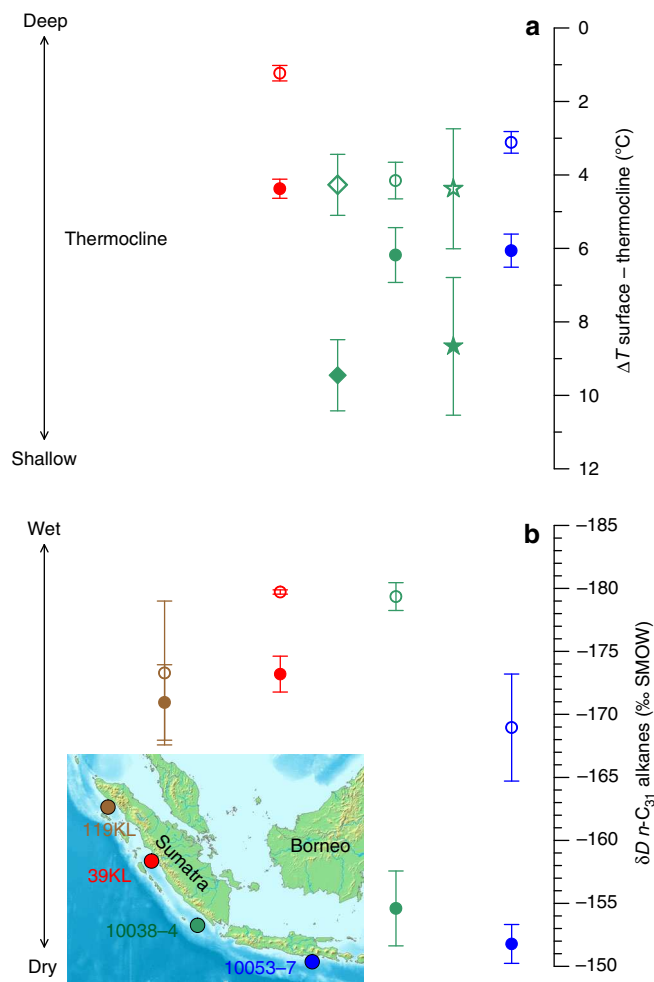 Deep
a
0
2
4
Thermocline
6
8
10
Shallow
12
ΔT surface – thermocline (°C)
Wet
b
–185
–180
–175
–170
–165
–160
–155
–150
Dry
δD n-C31 alkanes (‰ SMOW)
119KL
Sumatra
Borneo
39KL
10038–4
10053–7